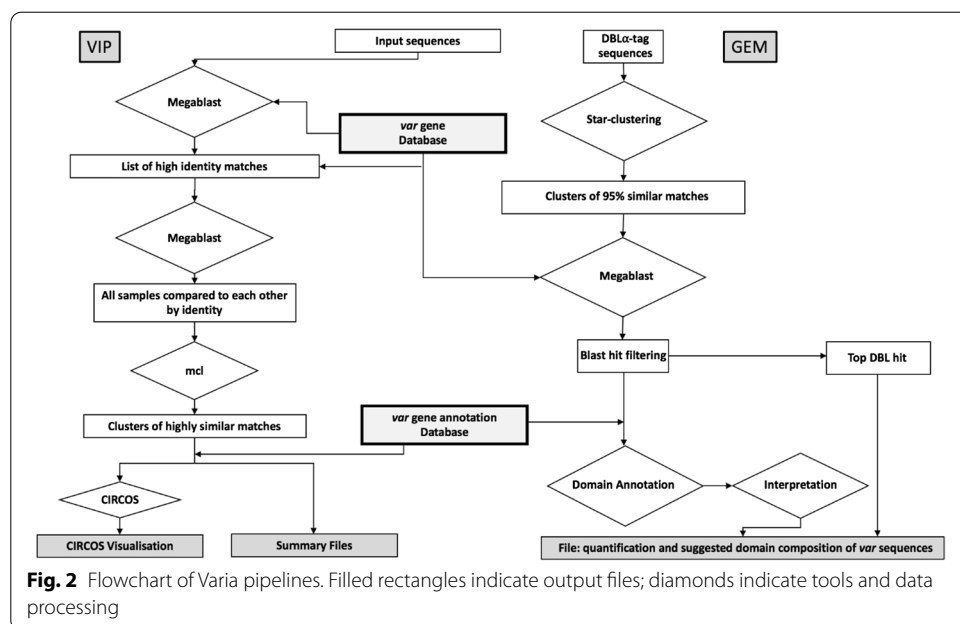 VIP
GEM
Input sequences
DBLα-tag
sequences
Megablast
Star-clustering
var gene
Database
List of high identity matches
Clusters of 95% similar matches
Megablast
Megablast
All samples compared to each other
by identity
Blast hit filtering
Top DBL hit
mcl
Clusters of highly similar matches
var gene annotation
Database
CIRCOS
Domain Annotation
Interpretation
CIRCOS Visualisation
Summary Files
File: quantification and suggested domain composition of var sequences
Fig. 2 Flowchart of Varia pipelines. Filled rectangles indicate output files; diamonds indicate tools and data
processing